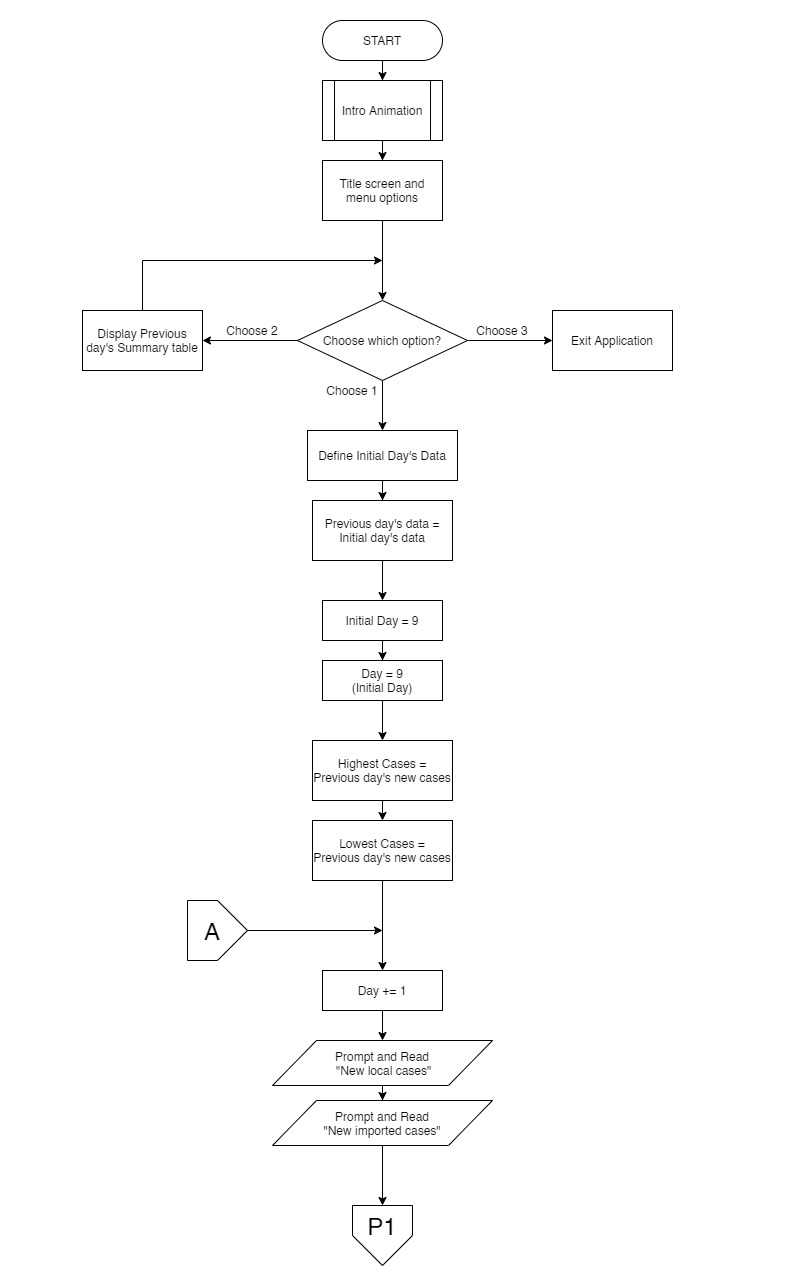 START
Intro Animation
Title screen and
menu options
Display Previous
day's Summary table
Choose 2
Choose which option?
Choose 3
Exit Application
Choose 1
Define Initial Day's Data
Previous day's data =
Initial day's data
Initial Day = 9
Day = 9
(Initial Day)
Highest Cases =
Previous day's new cases
Lowest Cases =
Previous day's new cases
A
Day += 1
Prompt and Read
"New local cases"
Prompt and Read
"New imported cases"
P1